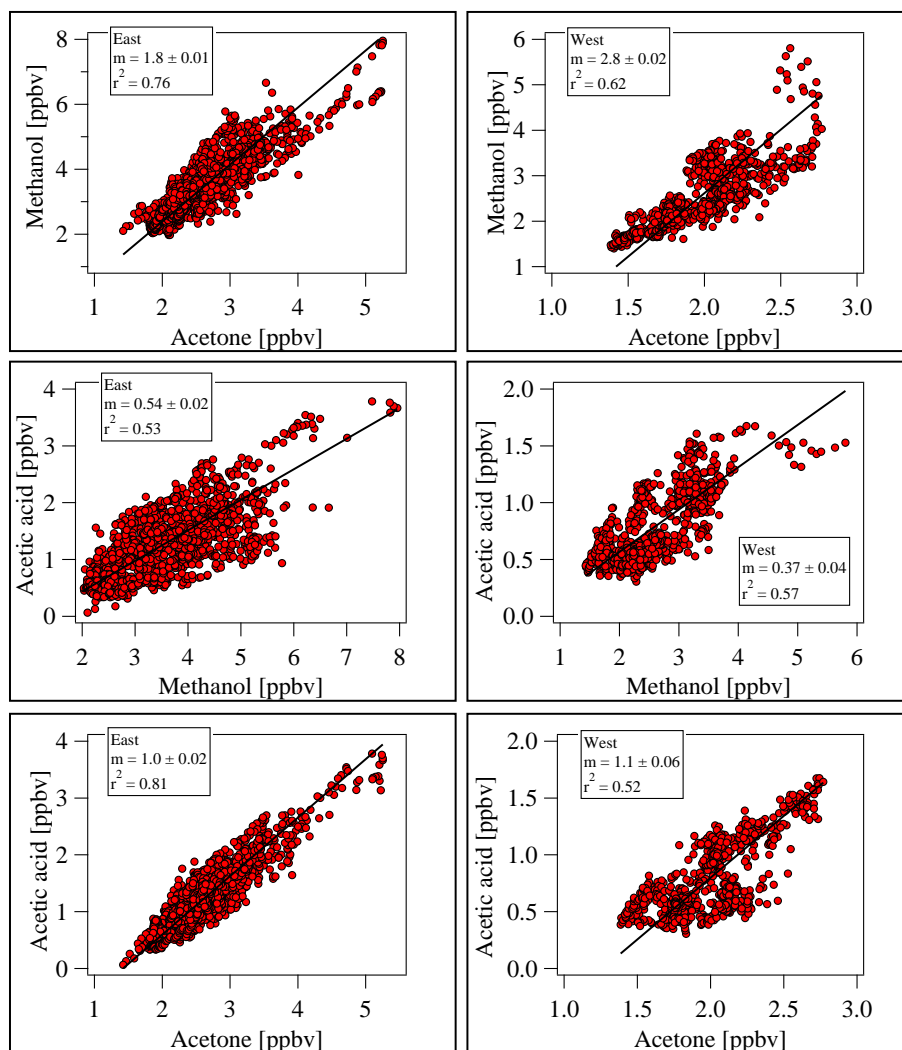 East
m = 1.8 ± 0.01
r² = 0.76
8
6
4
2
Methanol [ppbv]
1 2 3 4 5
Acetone [ppbv]
West
m = 2.8 ± 0.02
r² = 0.62
6
5
4
3
2
1
Methanol [ppbv]
1.0 1.5 2.0 2.5 3.0
Acetone [ppbv]
East
m = 0.54 ± 0.02
r² = 0.53
4
3
2
1
0
Acetic acid [ppbv]
2 3 4 5 6 7 8
Methanol [ppbv]
2.0
1.5
1.0
0.5
0.0
Acetic acid [ppbv]
West
m = 0.37 ± 0.04
r² = 0.57
1 2 3 4 5 6
Methanol [ppbv]
East
m = 1.0 ± 0.02
r² = 0.81
4
3
2
1
0
Acetic acid [ppbv]
1 2 3 4 5
Acetone [ppbv]
West
m = 1.1 ± 0.06
r² = 0.52
2.0
1.5
1.0
0.5
0.0
Acetic acid [ppbv]
1.0 1.5 2.0 2.5 3.0
Acetone [ppbv]